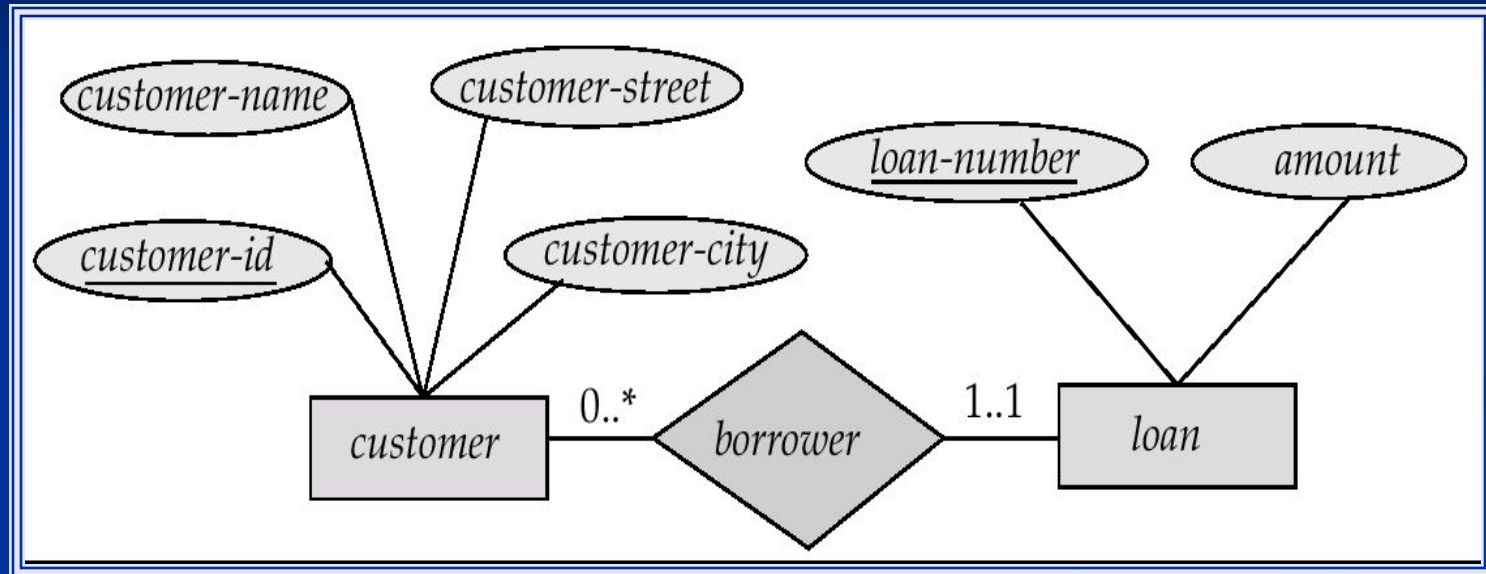 customer-name
customer-street
loan-number
amount
customer-id
customer-city
customer
0..*
borrower
1..1
loan